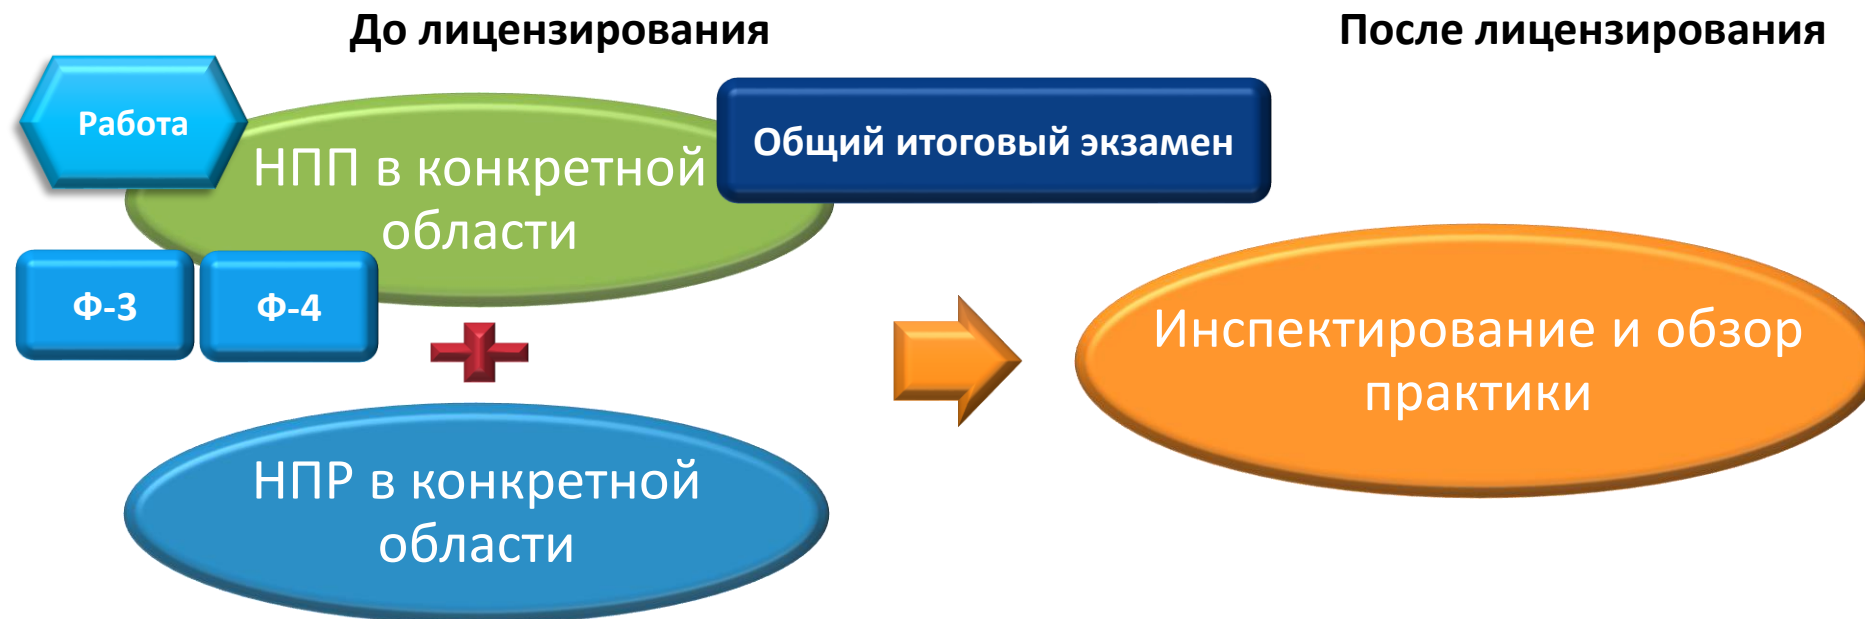 До лицензирования
После лицензирования
Работа
Общий итоговый экзамен
НПП в конкретной
области
Ф-3
Ф-4
Инспектирование и обзор
практики
НПР в конкретной
области